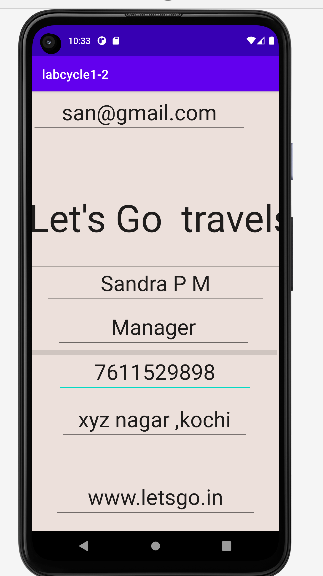 10:33
labcycle1-2
san@gmail.com
Let's Go travels
Sandra P M
Manager
7611529898
xyz nagar ,kochi
www.letsgo.in